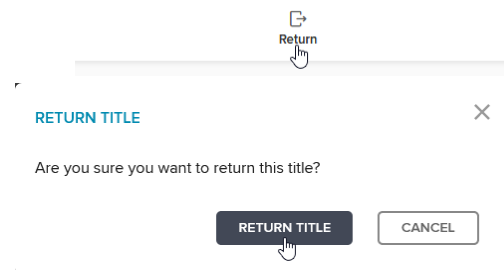 Return
RETURN TITLE
Are you sure you want to return this title?
RETURN TITLE CANCEL